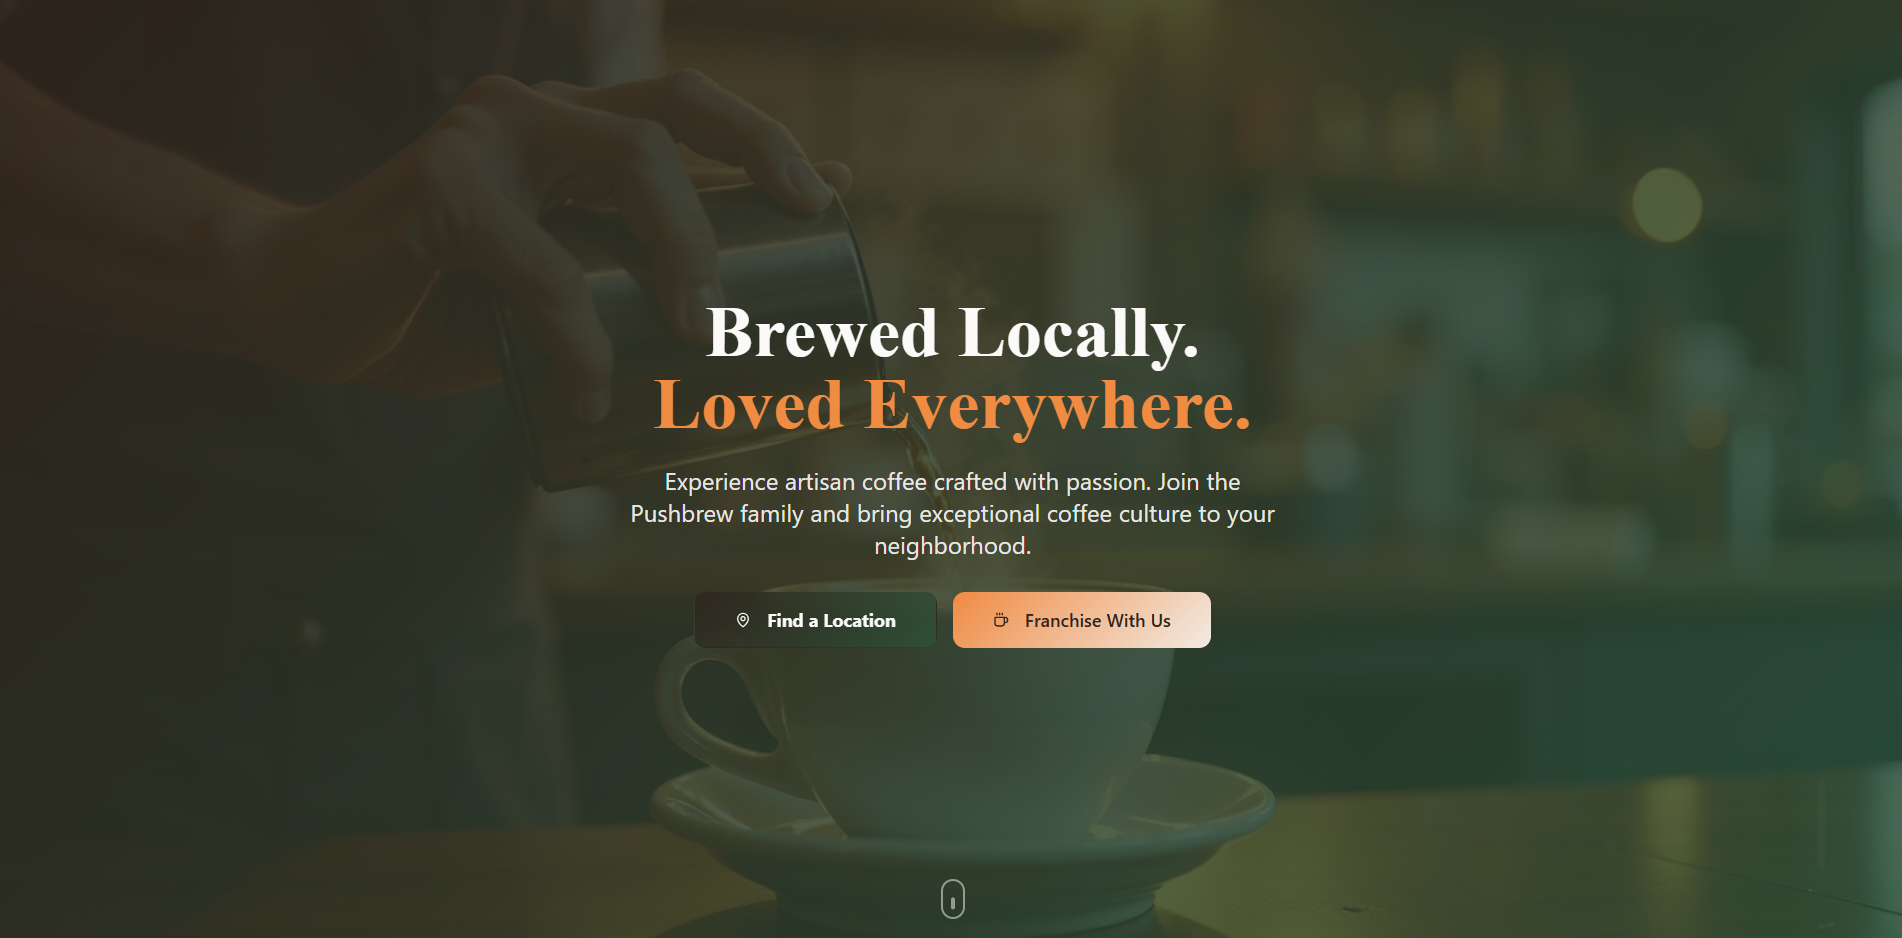 Brewed Locally.
Loved Everywhere.
Experience artisan coffee crafted with passion. Join the
Pushbrew family and bring exceptional coffee culture to your
neighborhood.
Find a Location
Franchise With Us